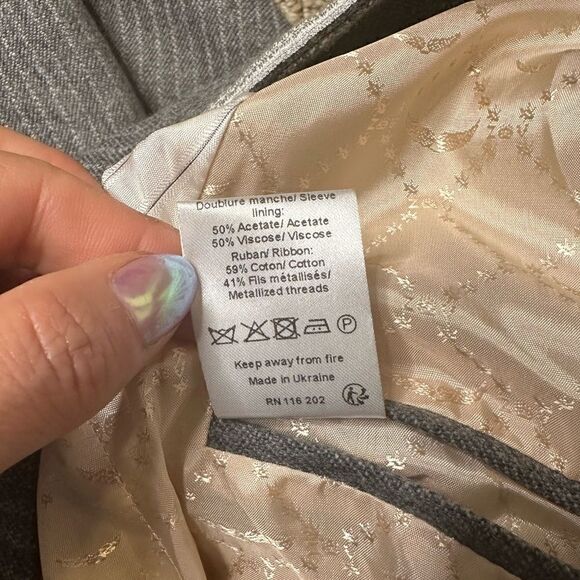 Doublure manche/ Sleeve
lining:
50% Acetate/ Acetate
50% Viscose/ Viscose
Ruban/ Ribbon:
59% Coton/ Cotton
41% Fils métallisés/
Metallized threads
P
Keep away from fire
Made in Ukraine
RN 116 202